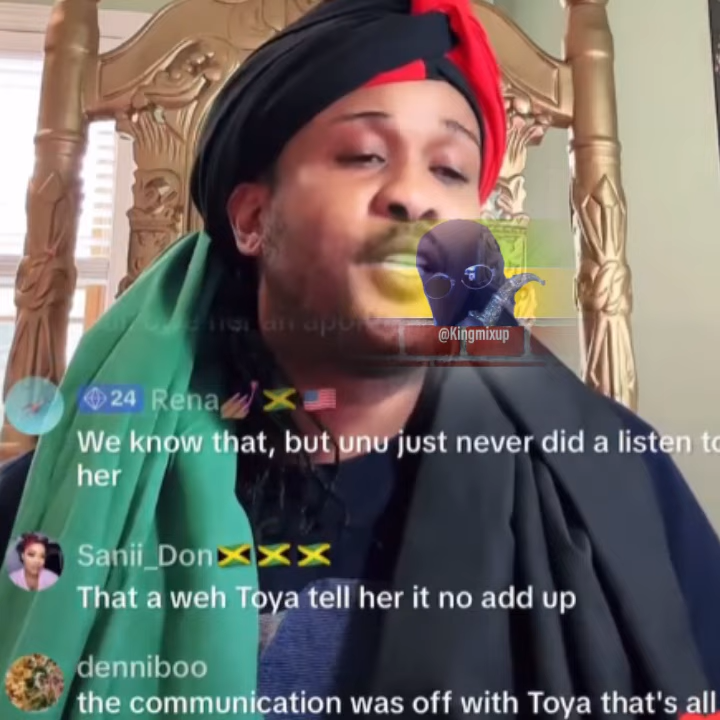 @Kingmixup
24 Rena
We know that, but unu just never did a listen to
her
Sanii_Don
That a weh Toya tell her it no add up
denniboo
the communication was off with Toya that's all